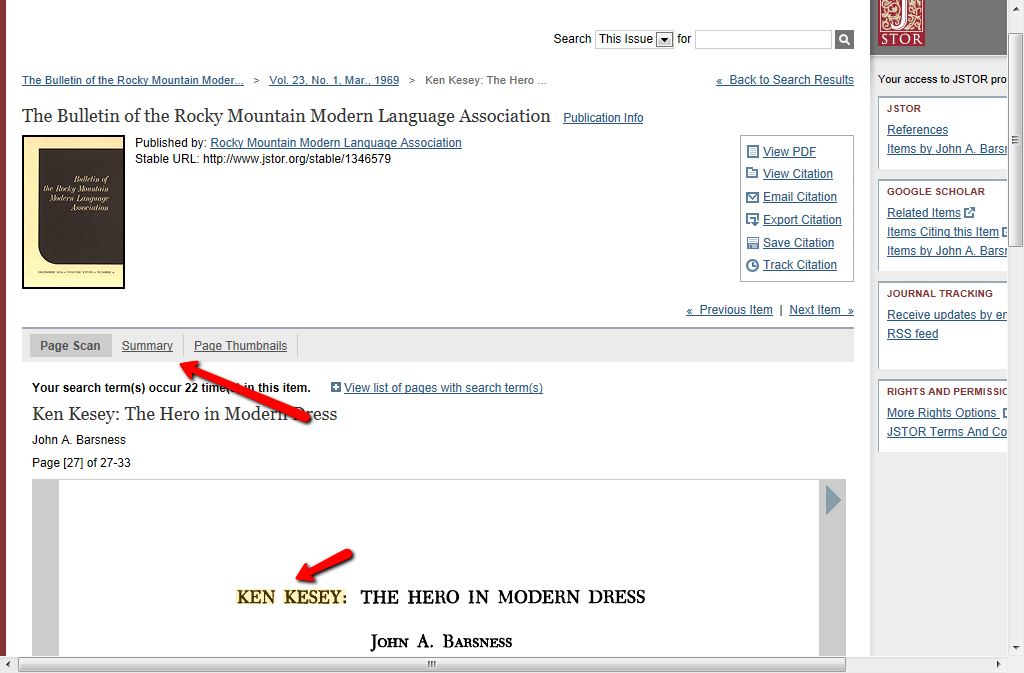 STOR
Search This Issue for
The Bulletin of the Rocky Mountain Moder... > Vol. 23, No. 1, Mar., 1969 > Ken Kesey: The Hero ...
« Back to Search Results
The Bulletin of the Rocky Mountain Modern Language Association Publication Info
Bulletin of
the Rocky Mountain
Modern Language
Association
Published by: Rocky Mountain Modern Language Association
Stable URL: http://www.jstor.org/stable/1346579
View PDF
View Citation
Email Citation
Export Citation
Save Citation
Track Citation
« Previous Item | Next Item »
Page Scan Summary Page Thumbnails
Your search term(s) occur 22 in this item. View list of pages with search term(s)
Ken Kesey: The Hero in Modern Dress
John A. Barsness
Page [27] of 27-33
KEN KESEY: THE HERO IN MODERN DRESS
John A. Barsness
Your access to JSTOR pro
JSTOR
References
Items by John A. Barsn
GOOGLE SCHOLAR
Related Items
Items Citing this Item
Items by John A. Barsn
JOURNAL TRACKING
Receive updates by em
RSS feed
RIGHTS AND PERMISSIO
More Rights Options
JSTOR Terms And Co